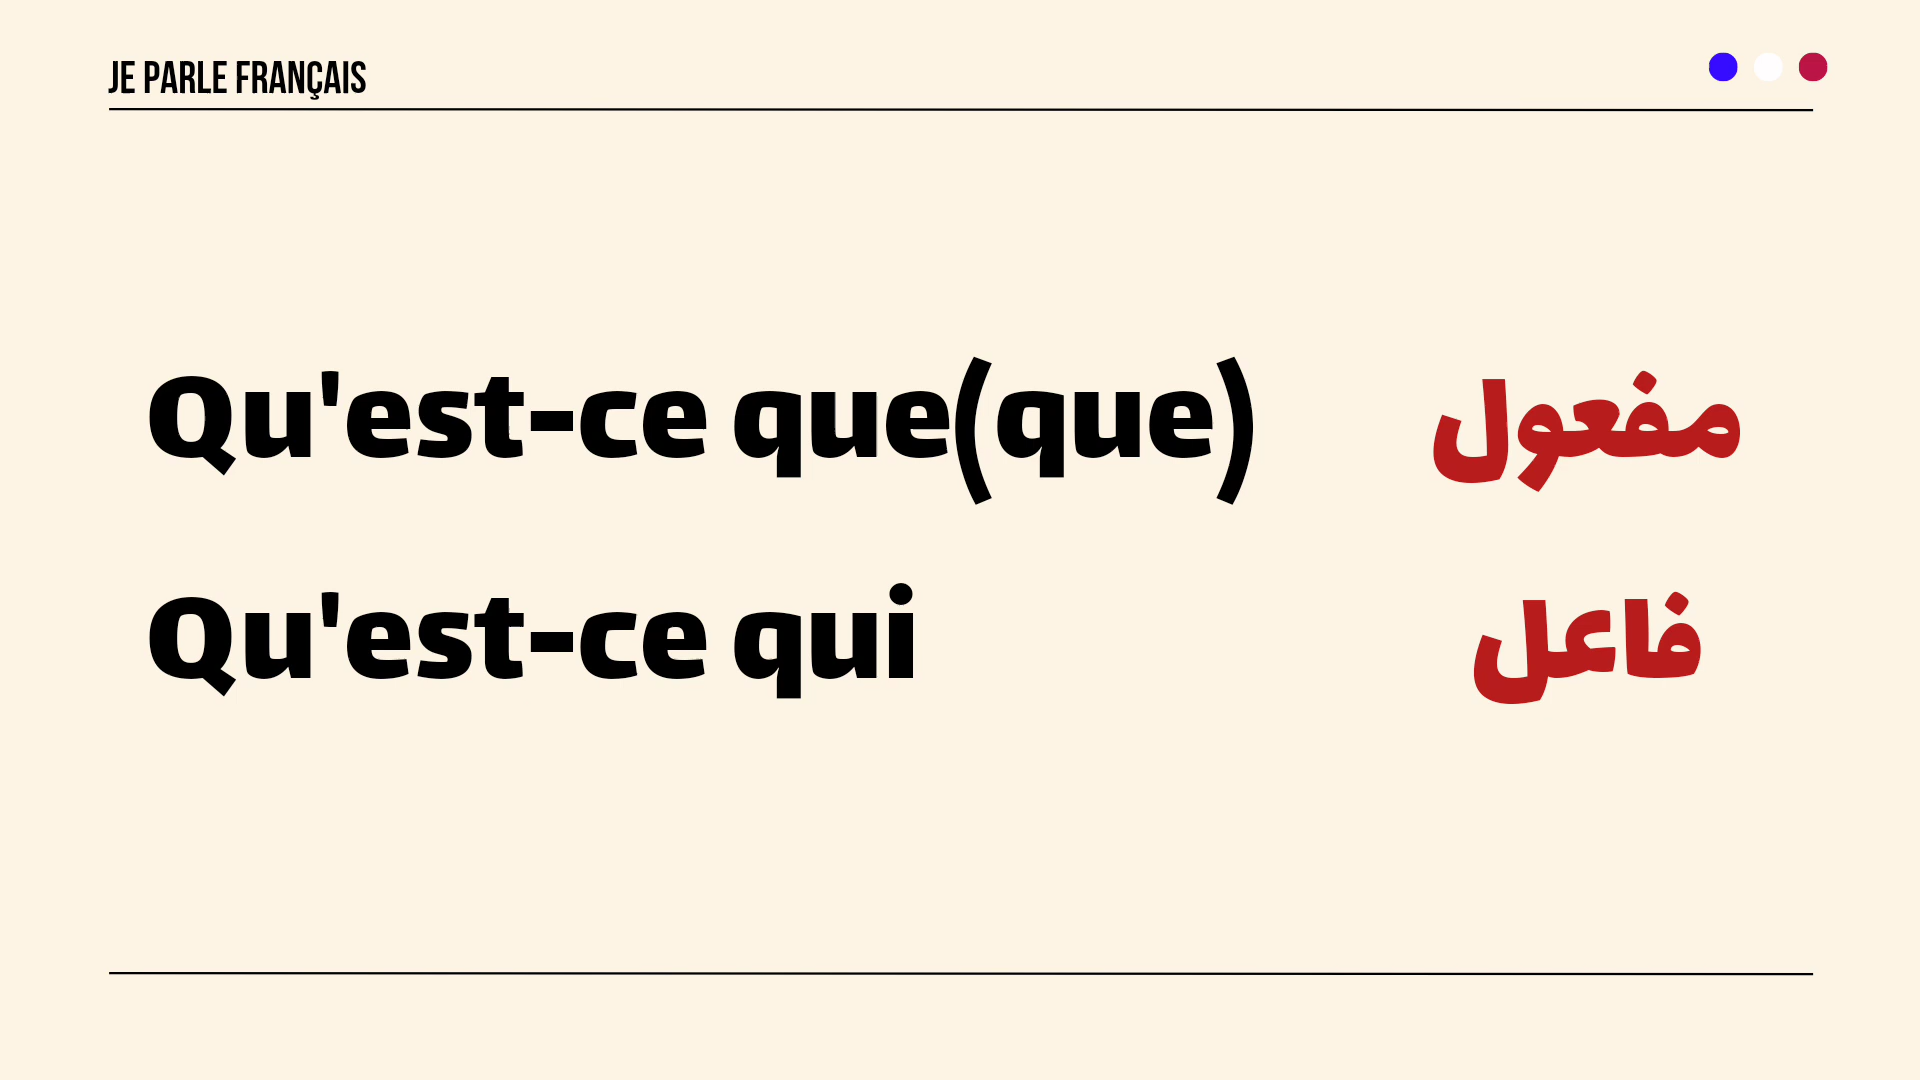 JE PARLE FRANÇAIS
Qu'est-ce que(que) مفعول
Qu'est-ce qui فاعل